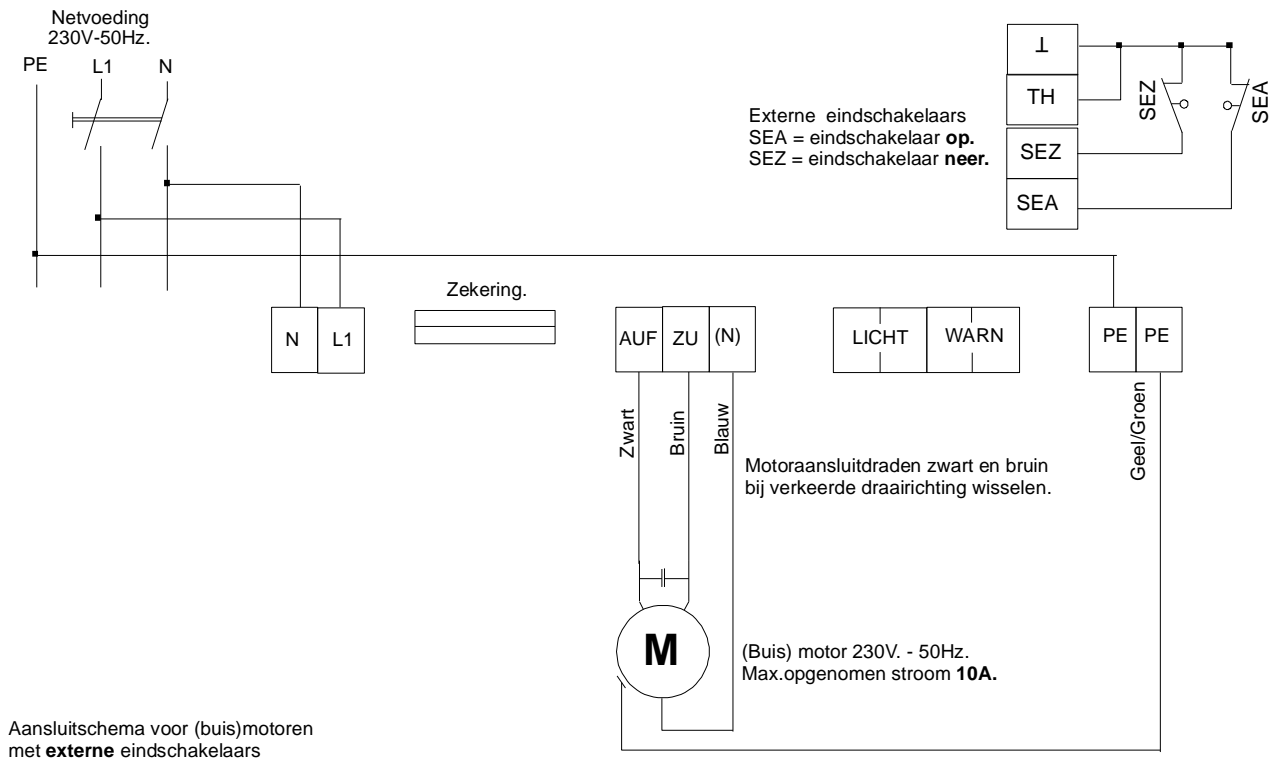 Netvoeding
230V-50Hz.
PE L1 N
⊥
TH
SEZ
SEA
SEZ
SEA
Externe eindschakelaars
SEA = eindschakelaar op.
SEZ = eindschakelaar neer.
Zekering.
N L1
AUF ZU (N)
LICHT WARN
PE PE
Zwart
Bruin
Blauw
Geel/Groen
Motoraansluitdraden zwart en bruin
bij verkeerde draairichting wisselen.
M
(Buis) motor 230V. - 50Hz.
Max.opgenomen stroom 10A.
Aansluitschema voor (buis)motoren
met externe eindschakelaars